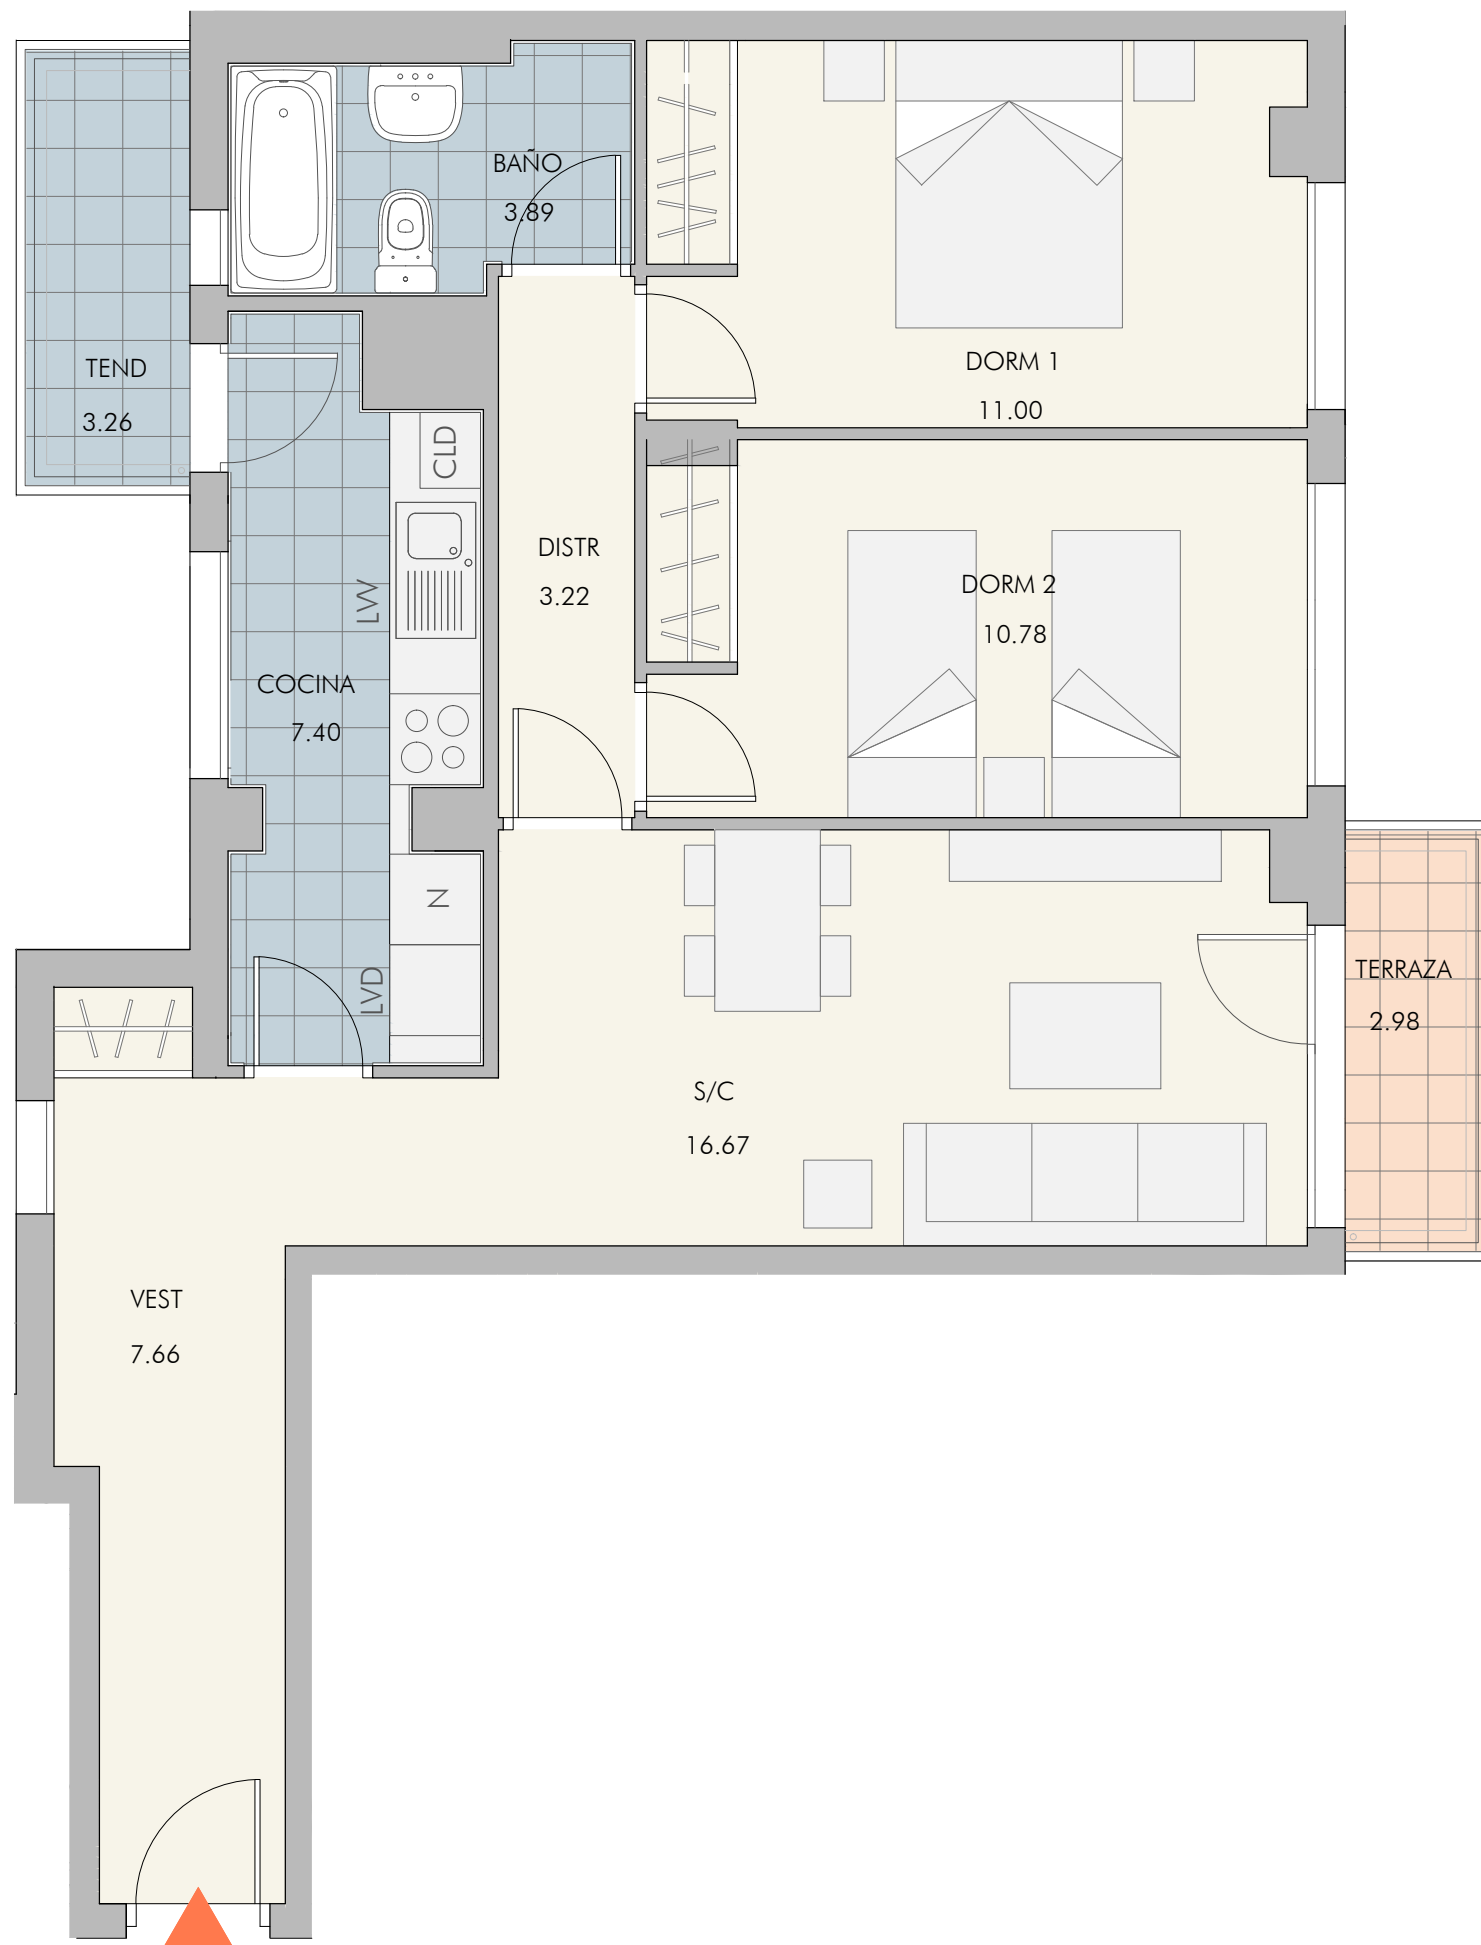 BAÑO
3.89
TEND
3.26
DORM 1
11.00
CLD
DISTR
3.22
LVV
DORM 2
10.78
COCINA
7.40
N
LVD
TERRAZA
2.98
S/C
16.67
VEST
7.66